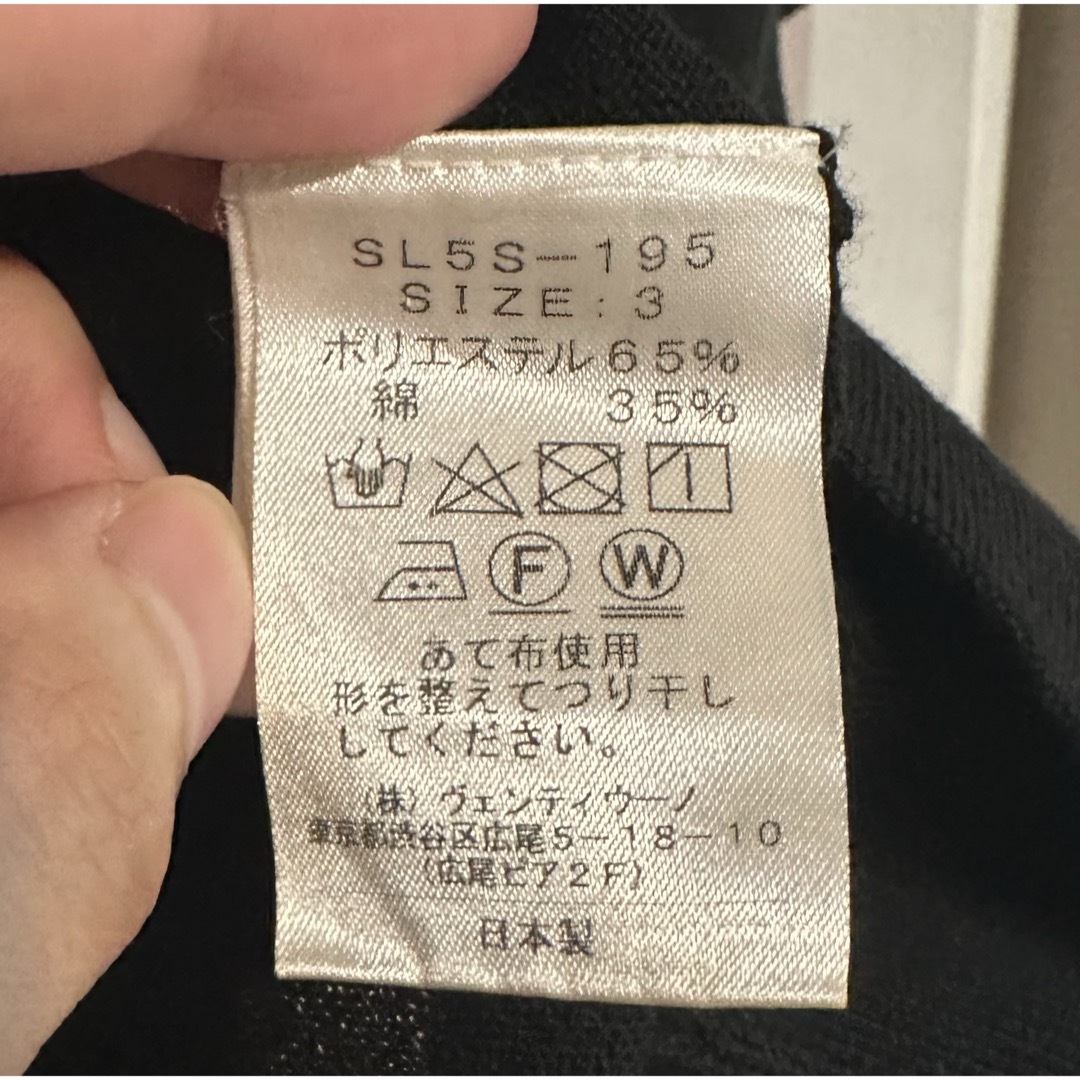 SL5S-195
SIZE:3
ポリエステル65%
綿 35%
F W
あて布使用
形を整えてつり干し
してください。
(株)ヴェンティウーノ
東京都渋谷区広尾5-18-10
(広尾ピア2F)
日本製